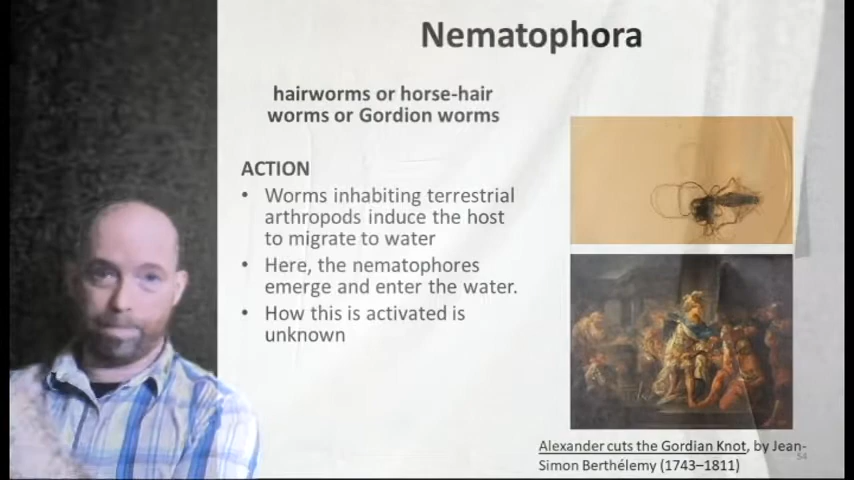 Nematophora
hairworms or horse-hair
worms or Gordion worms
ACTION
• Worms inhabiting terrestrial
arthropods induce the host
to migrate to water
• Here, the nematophores
emerge and enter the water.
• How this is activated is
unknown
Alexander cuts the Gordian Knot, by Jean-
Simon Berthélemy (1743–1811)
54